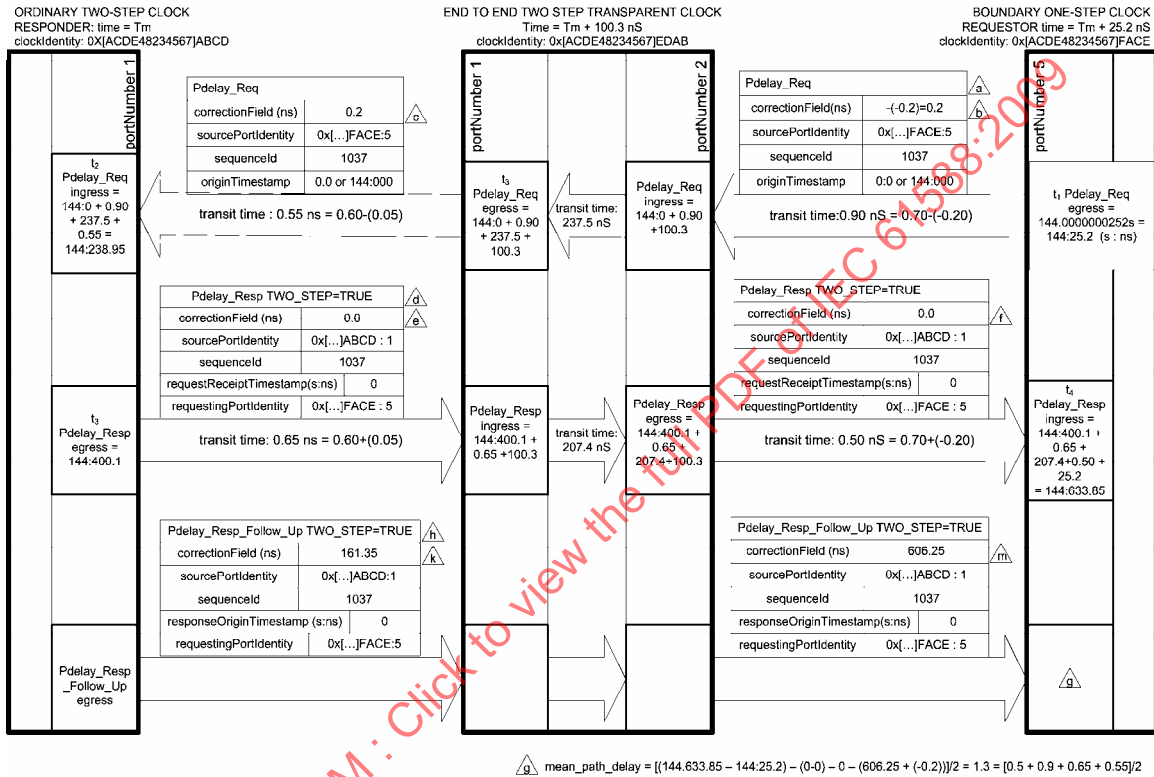 ORDINARY TWO-STEP CLOCK
RESPONDER: time = Tm
clockIdentity: 0X[ACDE48234567]ABCD
END TO END TWO STEP TRANSPARENT CLOCK
Time = Tm + 100.3 nS
clockIdentity: 0x[ACDE48234567]EDAB
BOUNDARY ONE-STEP CLOCK
REQUESTOR time = Tm + 25.2 nS
clockIdentity: 0x[ACDE48234567]FACE
portNumber 1
portNumber 1
portNumber 2
portNumber 5
Pdelay_Req
correctionField (ns) 0.2
c
sourcePortIdentity 0x[...]FACE:5
sequenceId 1037
originTimestamp 0:0 or 144:000
transit time : 0.55 ns = 0.60-(0.05)
Pdelay_Req
a
correctionField(ns) -(-0.2)=0.2
b
sourcePortIdentity 0x[...]FACE:5
sequenceId 1037
originTimestamp 0:0 or 144:000
transit time:0.90 nS = 0.70-(-0.20)
t2
Pdelay_Req
ingress =
144:0 + 0.90
+ 237.5 +
0.55 =
144:238.95
t3
Pdelay_Req
egress =
144:0 + 0.90
+ 237.5 +
100.3
transit time:
237.5 nS
Pdelay_Req
ingress =
144:0 + 0.90
+100.3
t1 Pdelay_Req
egress =
144.0000000252s =
144:25.2 (s : ns)
Pdelay_Resp TWO_STEP=TRUE
d
correctionField (ns) 0.0
e
sourcePortIdentity 0x[...]ABCD : 1
sequenceId 1037
requestReceiptTimestamp(s:ns) 0
requestingPortIdentity 0x[...]FACE : 5
transit time: 0.65 ns = 0.60+(0.05)
Pdelay_Resp TWO_STEP=TRUE
correctionField (ns) 0.0
f
sourcePortIdentity 0x[...]ABCD : 1
sequenceId 1037
requestReceiptTimestamp(s:ns) 0
requestingPortIdentity 0x[...]FACE : 5
transit time: 0.50 nS = 0.70+(-0.20)
t3
Pdelay_Resp
egress =
144:400.1
Pdelay_Resp
ingress =
144:400.1 +
0.65 +100.3
transit time:
207.4 nS
Pdelay_Resp
egress =
144:400.1 +
0.65 +
207.4+100.3
t4
Pdelay_Resp
ingress =
144:400.1 +
0.65 +
207.4+0.50 +
25.2
= 144:633.85
Pdelay_Resp_Follow_Up TWO_STEP=TRUE
h
correctionField (ns) 161.35
k
sourcePortIdentity 0x[...]ABCD:1
sequenceId 1037
responseOriginTimestamp (s:ns) 0
requestingPortIdentity 0x[...]FACE:5
Pdelay_Resp_Follow_Up TWO_STEP=TRUE
correctionField (ns) 606.25
m
sourcePortIdentity 0x[...]ABCD : 1
sequenceId 1037
responseOriginTimestamp(s:ns) 0
requestingPortIdentity 0x[...]FACE : 5
Pdelay_Resp
_Follow_Up
egress
g
g mean_path_delay = [(144.633.85 – 144:25.2) – (0-0) – 0 – (606.25 + (-0.2))]/2 = 1.3 = [0.5 + 0.9 + 0.65 + 0.55]/2
M : Click to view the full PDF of IEC 61588:2009